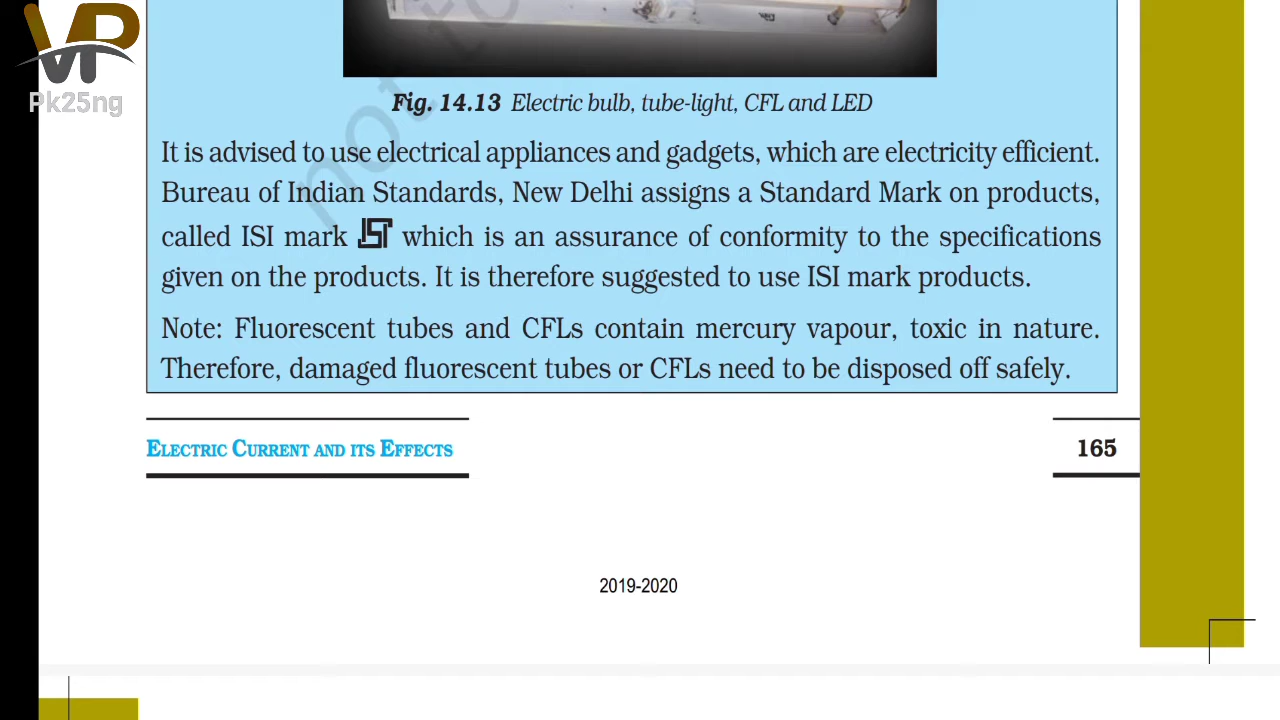 VP
Pk25ng
not to
Fig. 14.13 Electric bulb, tube-light, CFL and LED
It is advised to use electrical appliances and gadgets, which are electricity efficient.
Bureau of Indian Standards, New Delhi assigns a Standard Mark on products,
called ISI mark ISI which is an assurance of conformity to the specifications
given on the products. It is therefore suggested to use ISI mark products.
Note: Fluorescent tubes and CFLs contain mercury vapour, toxic in nature.
Therefore, damaged fluorescent tubes or CFLs need to be disposed off safely.
ELECTRIC CURRENT AND ITS EFFECTS
165
2019-2020